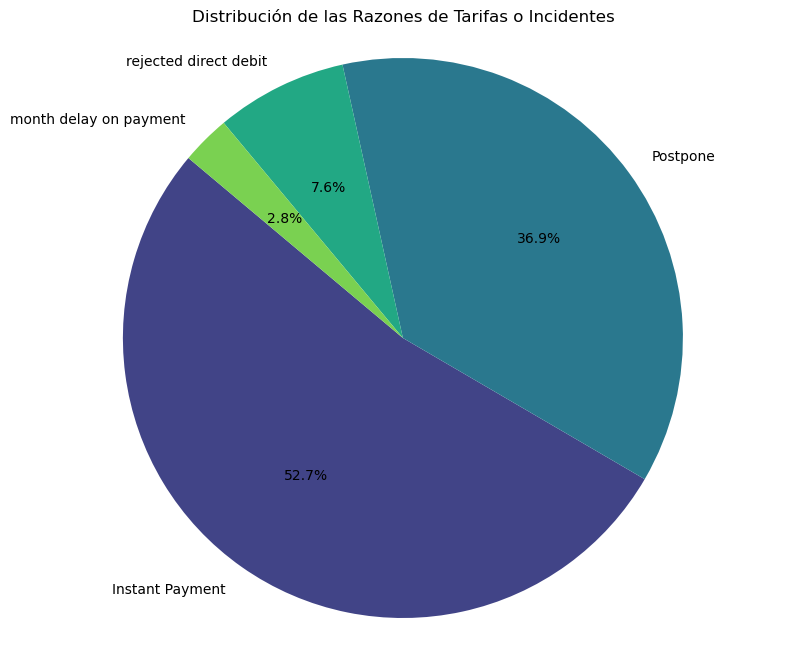 Distribución de las Razones de Tarifas o Incidentes
rejected direct debit
month delay on payment
Postpone
7.6%
2.8%
36.9%
52.7%
Instant Payment